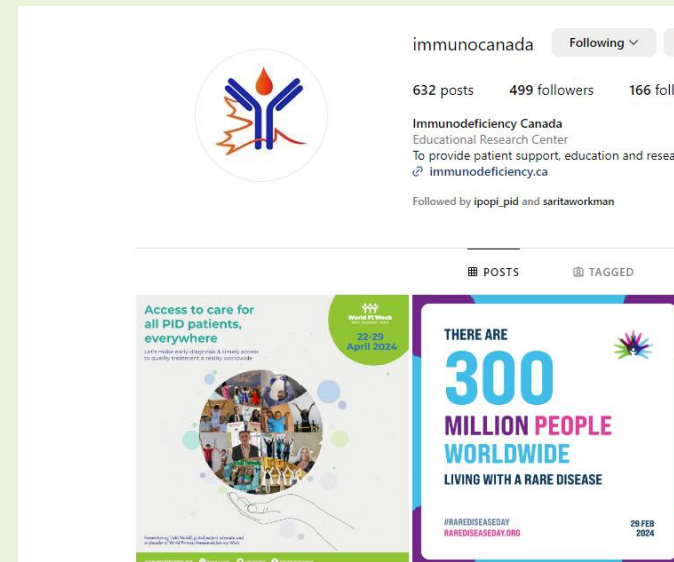 immunocanada Following
632 posts 499 followers 166 foll
Immunodeficiency Canada
Educational Research Center
To provide patient support, education and resea
immunodeficiency.ca
Followed by ipopi_pid and saritaworkman
POSTS TAGGED
Access to care for
all PID patients,
everywhere
Let's make early diagnosis & timely access
to quality treatment a reality worldwide
World PI Week
22-29
April 2024
THERE ARE
300
MILLION PEOPLE
WORLDWIDE
LIVING WITH A RARE DISEASE
#RAREDISEASEDAY
RAREDISEASEDAY.ORG
29 FEB
2024